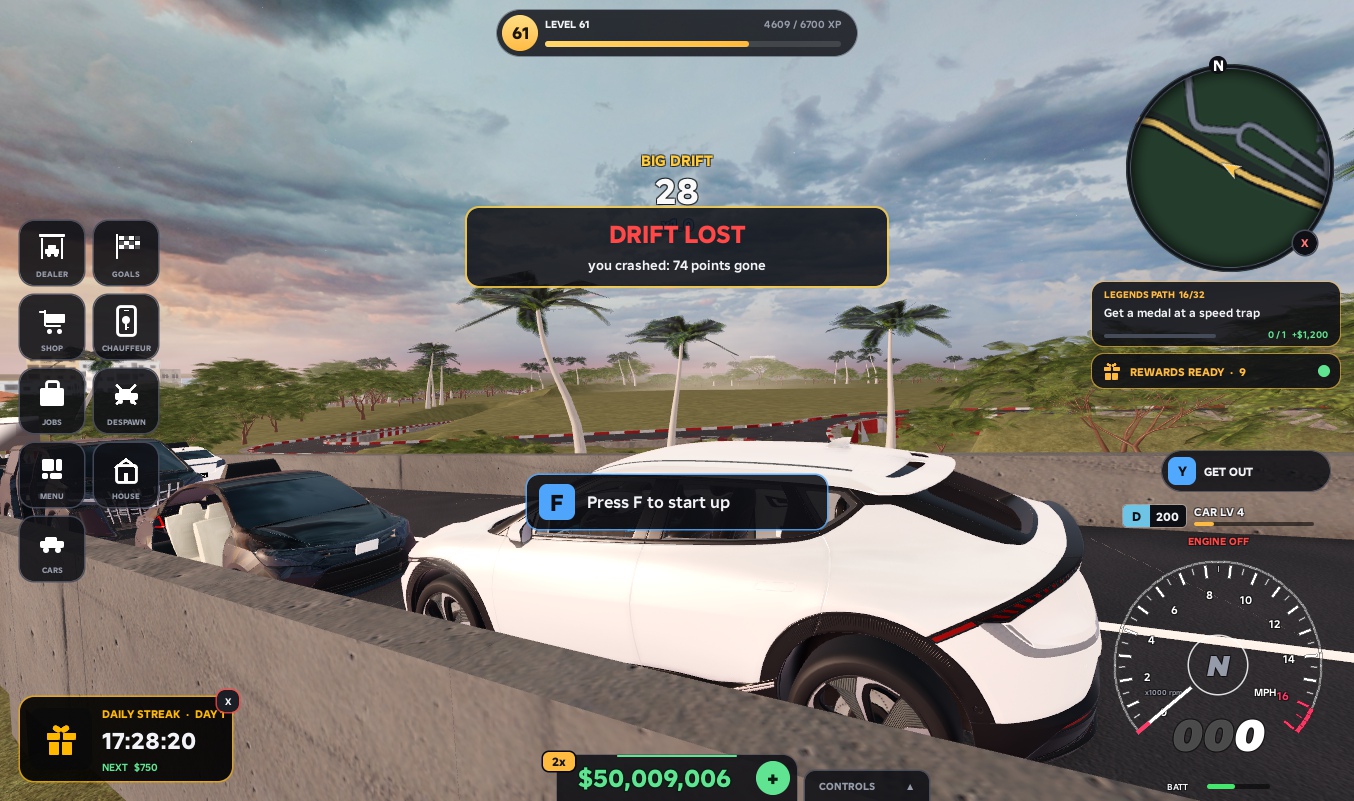 61
LEVEL 61
4609 / 6700 XP
N
BIG DRIFT
28
DRIFT LOST
you crashed: 74 points gone
X
DEALER
GOALS
SHOP
CHAUFFEUR
JOBS
DESPAWN
MENU
HOUSE
CARS
LEGENDS PATH 16/32
Get a medal at a speed trap
0 / 1 +$1,200
REWARDS READY · 9
F
Press F to start up
Y
GET OUT
D
200
CAR LV 4
ENGINE OFF
2
4
6
8
10
12
14
16
N
x1000 rpm
MPH
000
BATT
X
DAILY STREAK · DAY 1
17:28:20
NEXT $750
2x
$50,009,006
+
CONTROLS ▲